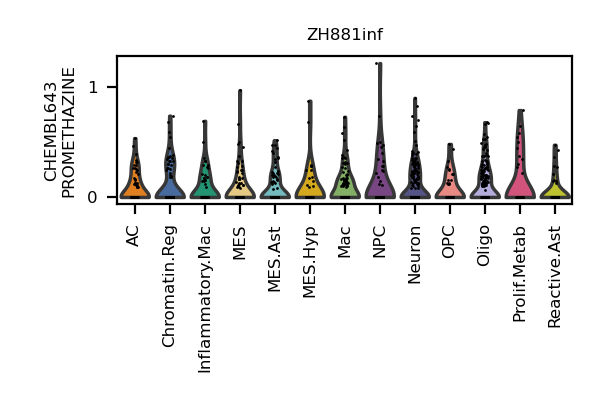 ZH881inf
CHEMBL643
PROMETHAZINE
1
0
AC
Chromatin.Reg
Inflammatory.Mac
MES
MES.Ast
MES.Hyp
Mac
NPC
Neuron
OPC
Oligo
Prolif.Metab
Reactive.Ast